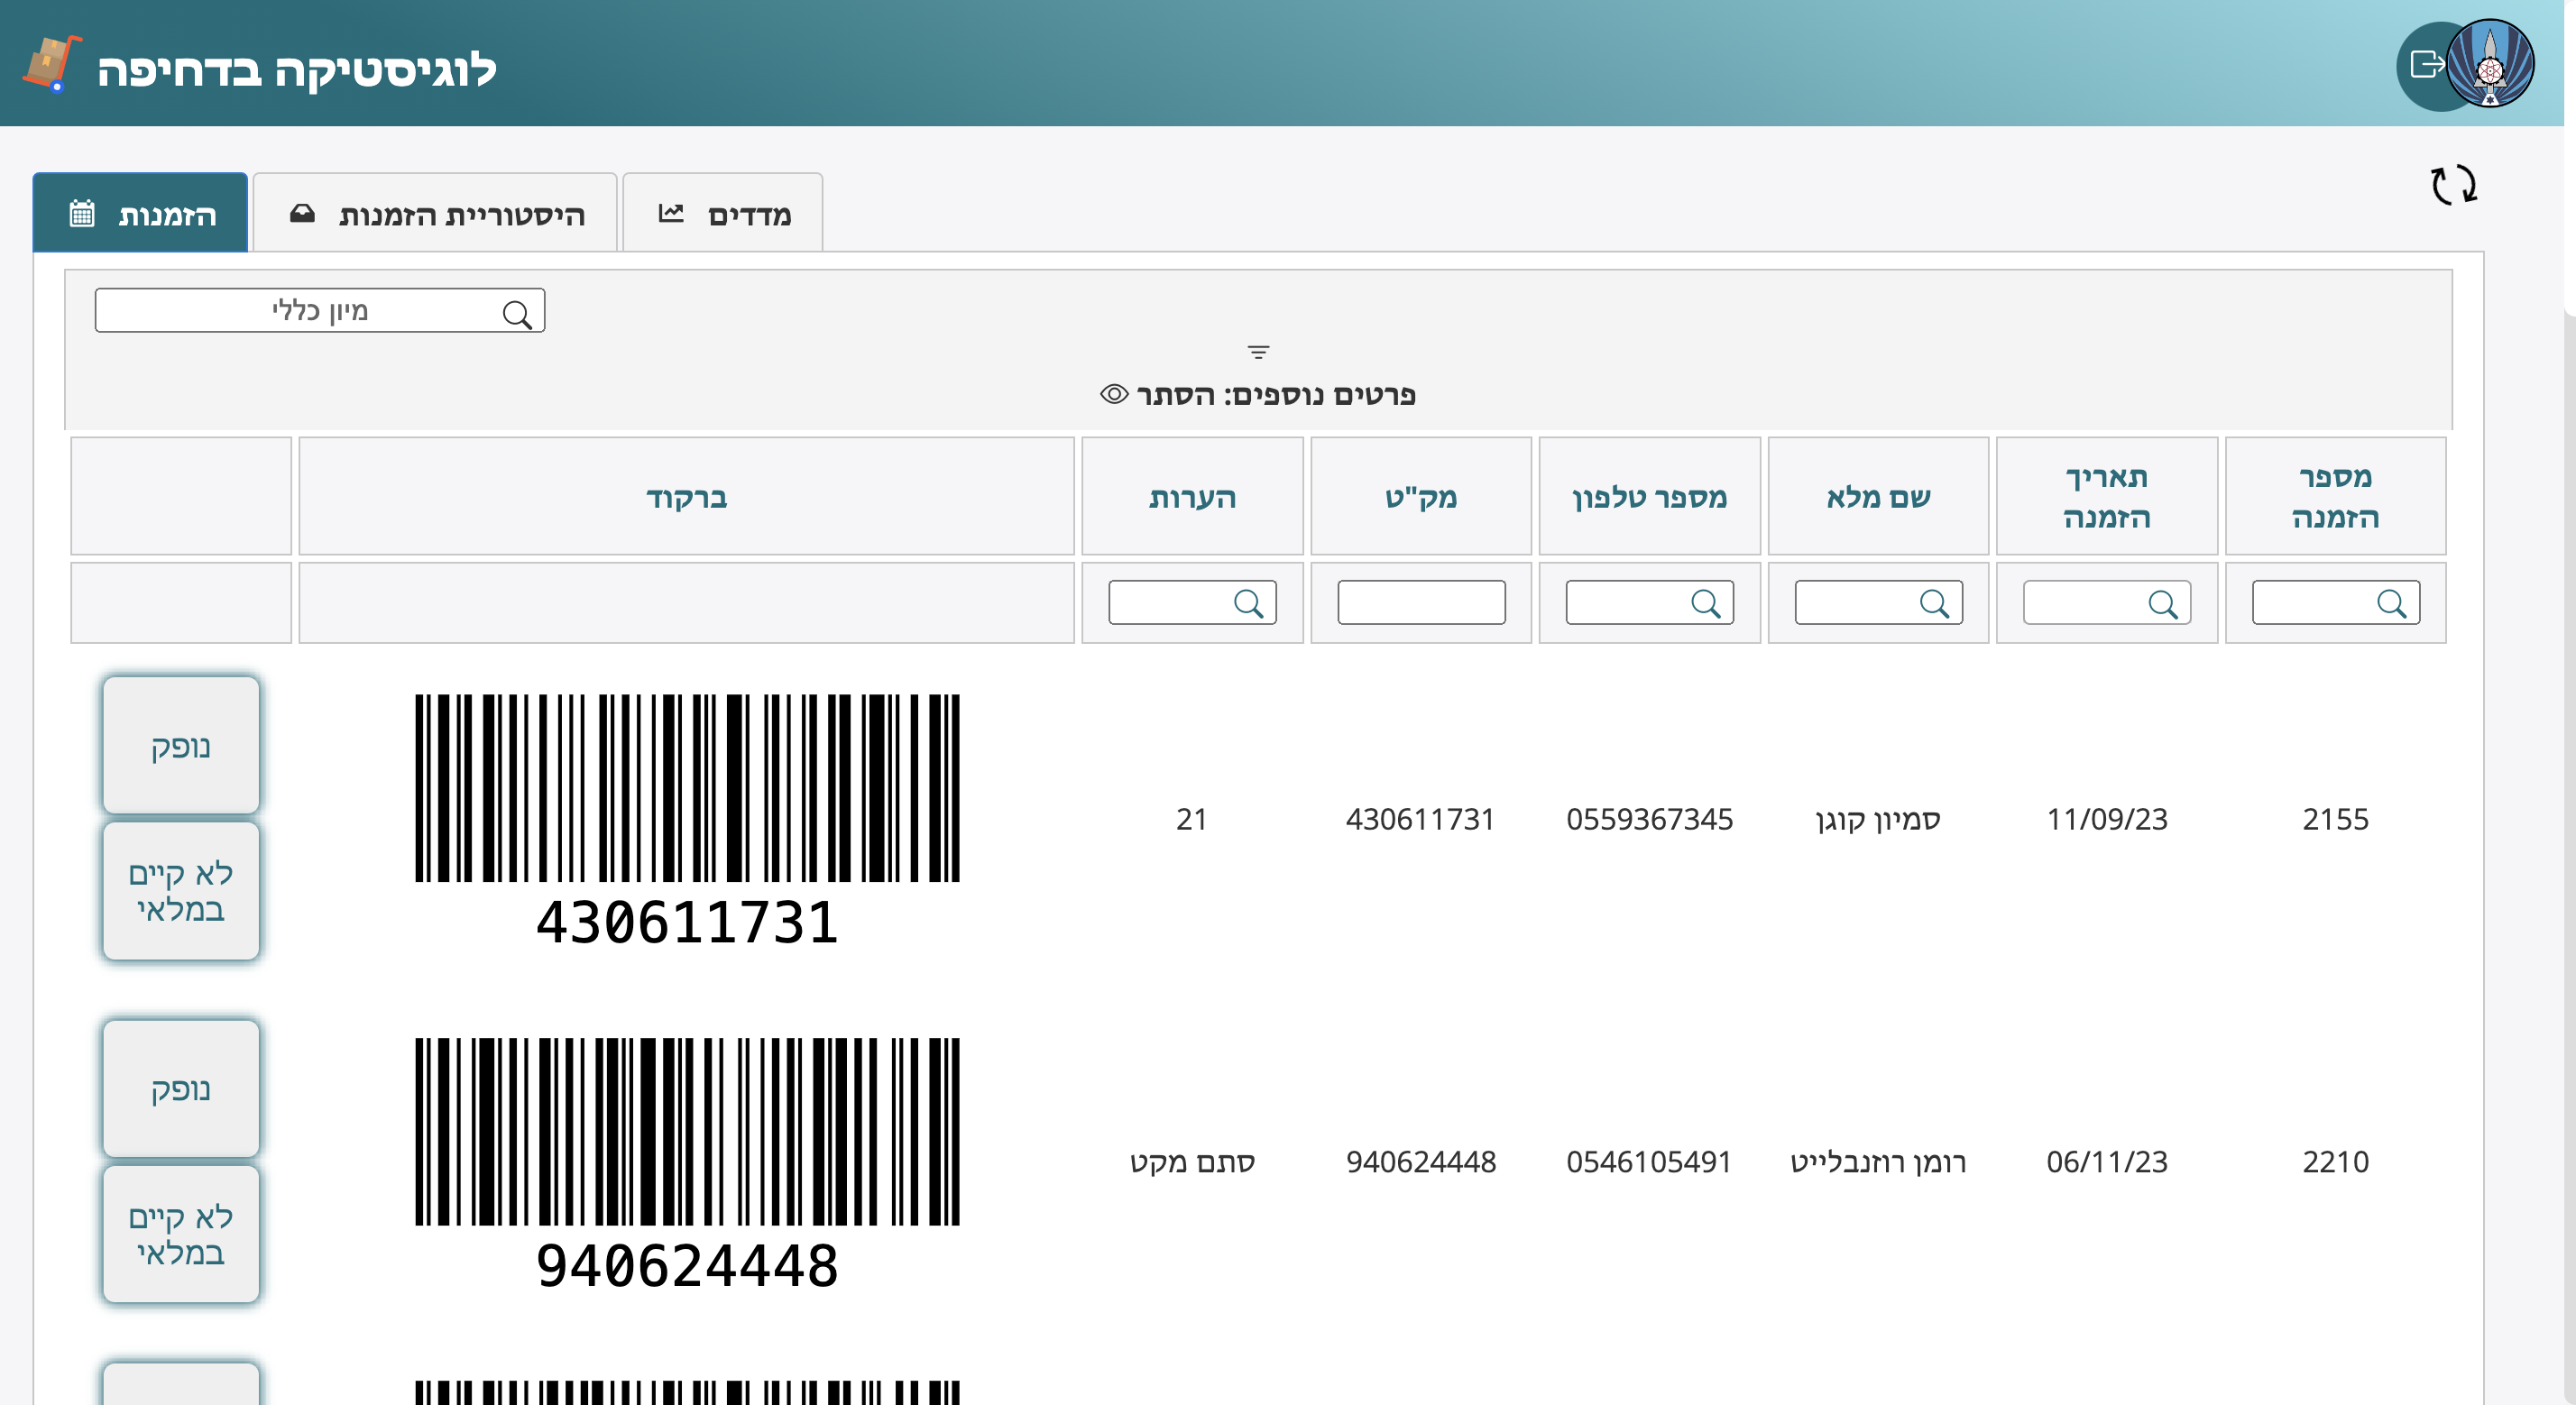 לוגיסטיקה בדחיפה
הזמנות
היסטוריית הזמנות
מדדים
מיון כללי
פרטים נוספים: הסתר
מספר הזמנה
תאריך הזמנה
שם מלא
מספר טלפון
מק"ט
הערות
ברקוד
2155
11/09/23
סמיון קוגן
0559367345
430611731
21
430611731
נופק
לא קיים
במלאי
2210
06/11/23
רומן רוזנבלייט
0546105491
940624448
סתם מקט
940624448
נופק
לא קיים
במלאי